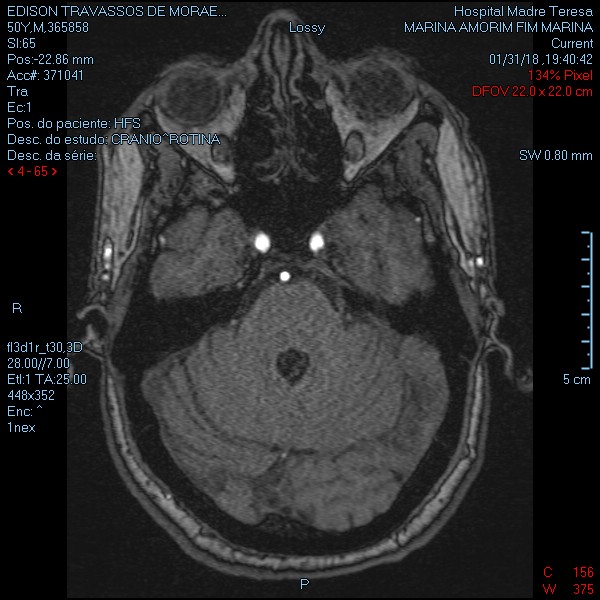 EDISON TRAVASSOS DE MORAE...
50Y,M,365858
Sl:65
Pos:-22.86 mm
Acc#: 371041
Tra
Ec:1
Pos. do paciente: HFS
Desc. do estudo: CRANIO^ROTINA
Desc. da série:
< 4 - 65 >
Lossy
Hospital Madre Teresa
MARINA AMORIM FIM MARINA
Current
01/31/18 ,19:40:42
134% Pixel
DFOV 22.0 x 22.0 cm
SW 0.80 mm
R
fl3d1r_t30,3D
28.00//7.00
Etl:1 TA:25.00
448x352
Enc: ^
1nex
5 cm
P
C 156
W 375